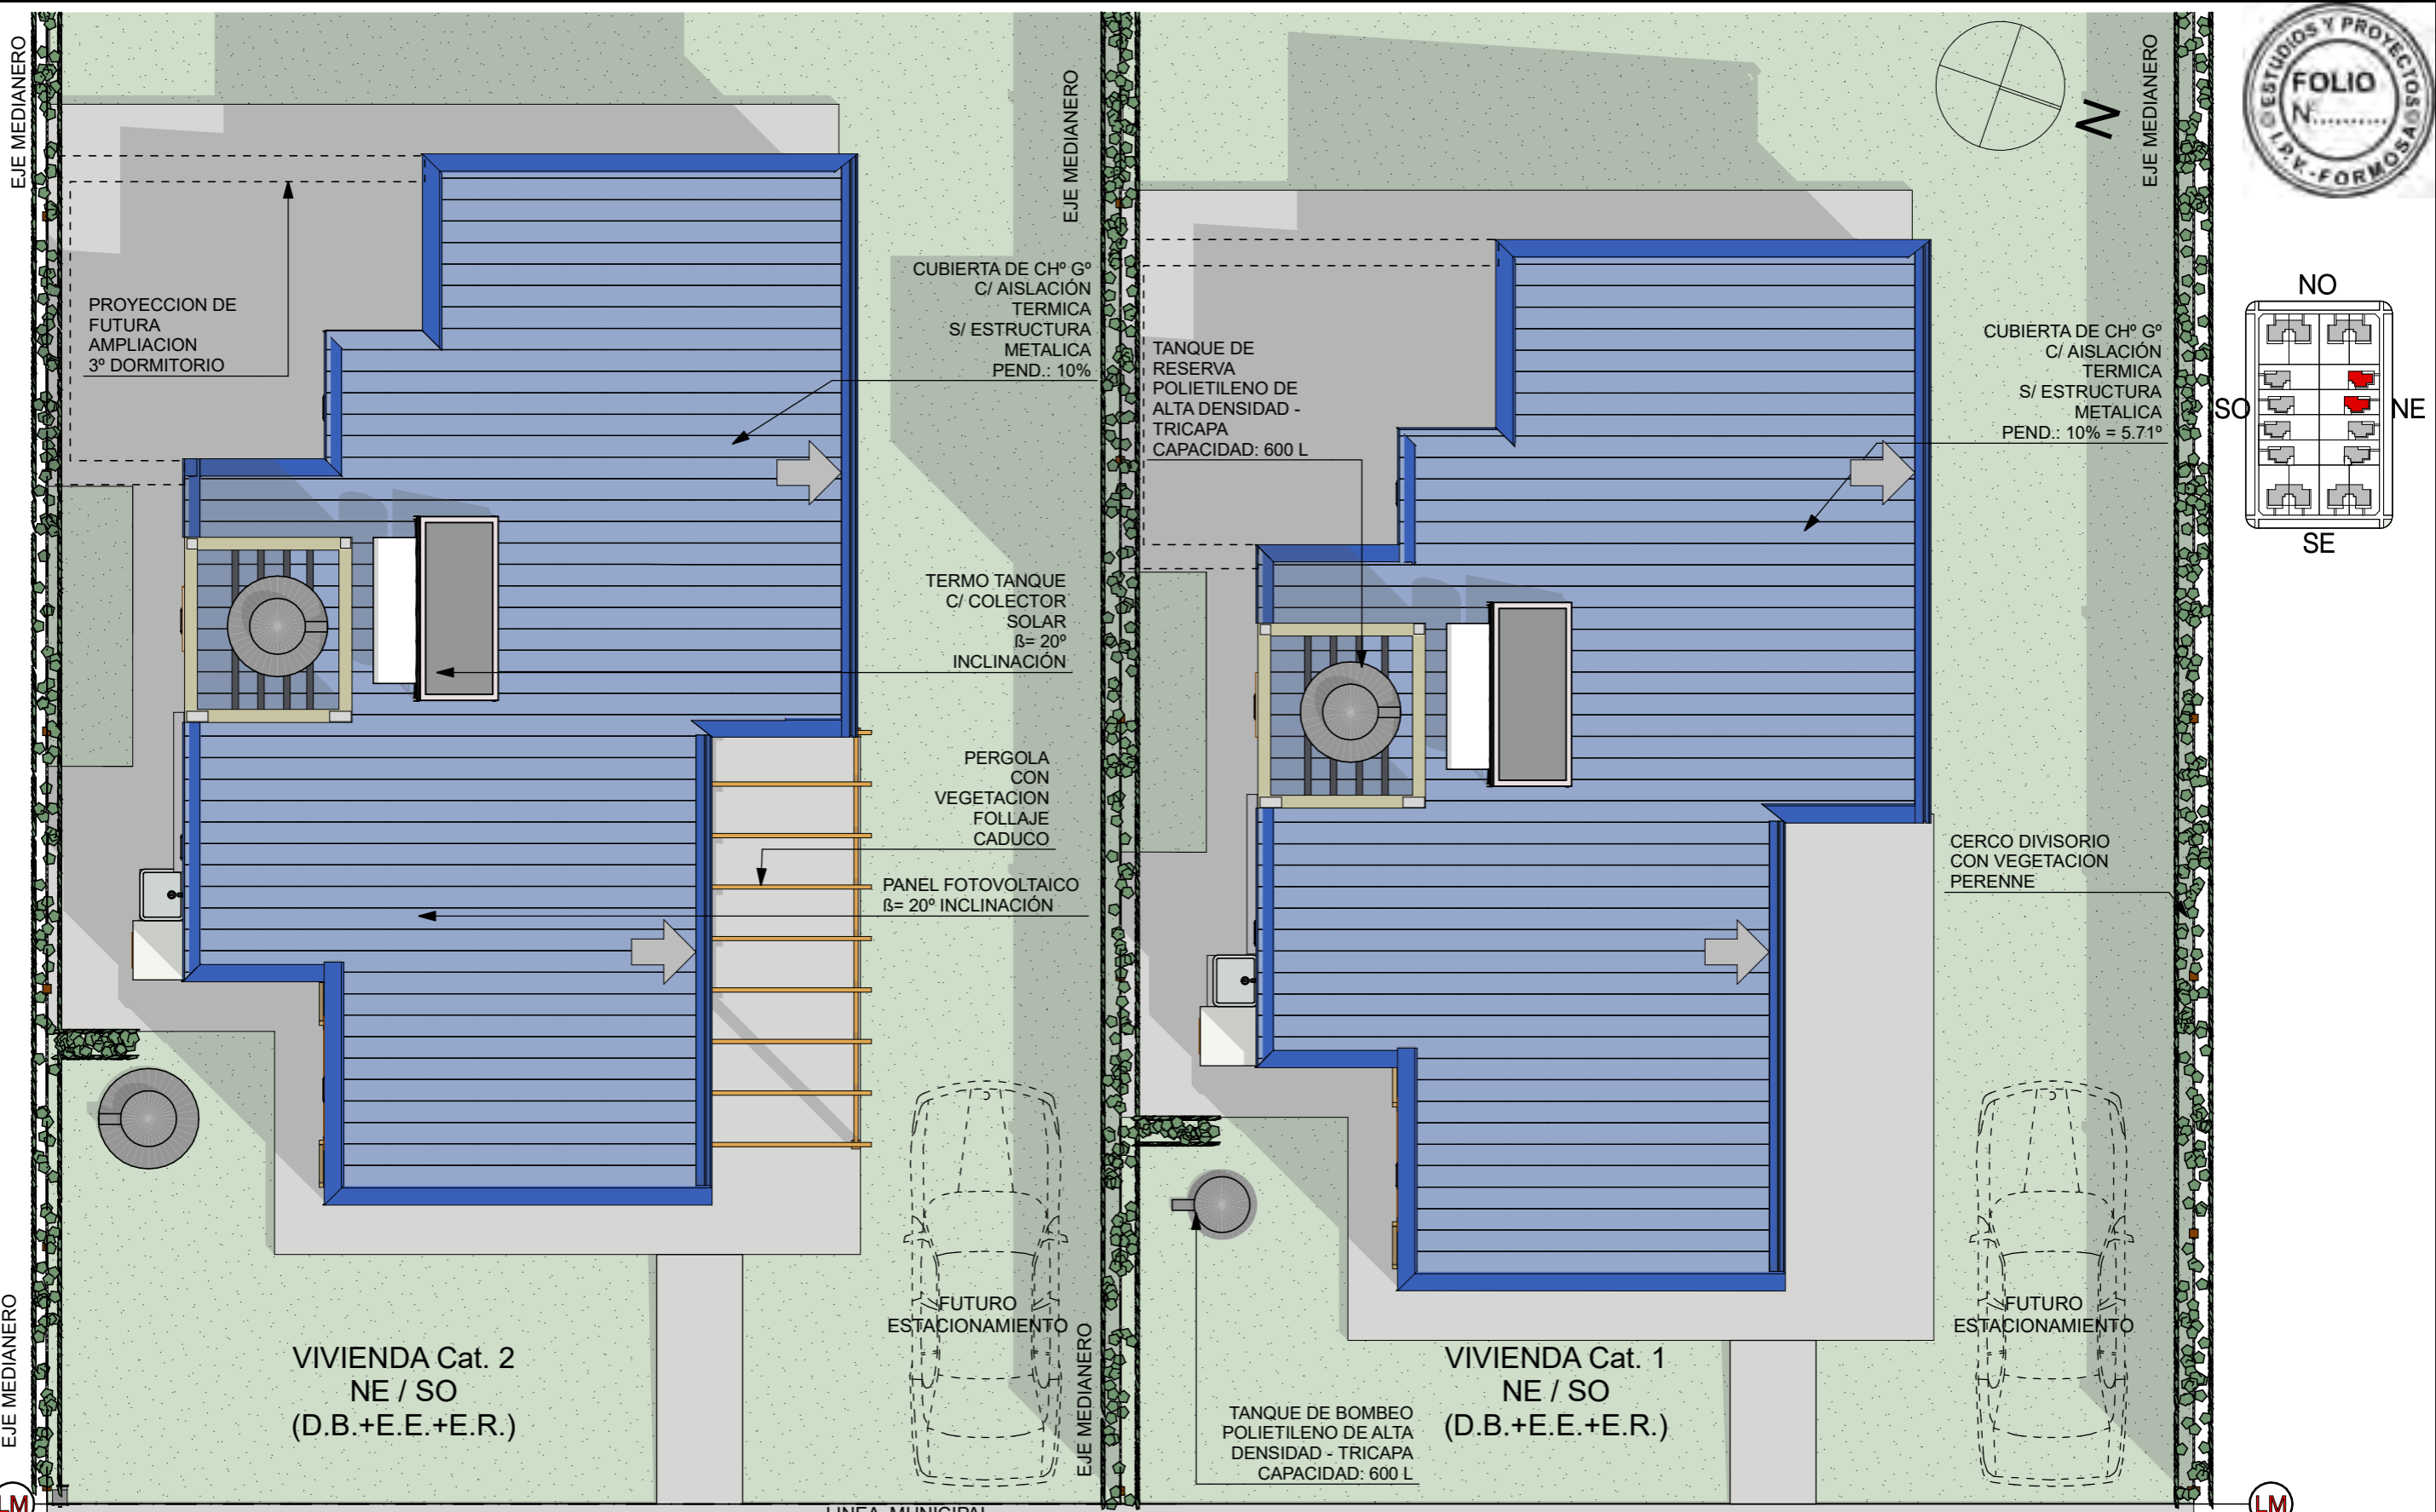 EJE MEDIANERO
EJE MEDIANERO
EJE MEDIANERO
N
ESTUDIOS Y PROYECTOS
FOLIO
Nº..........
I.P.V.-FORMOSA
PROYECCION DE
FUTURA
AMPLIACION
3º DORMITORIO
CUBIERTA DE CHº Gº
C/ AISLACIÓN
TERMICA
S/ ESTRUCTURA
METALICA
PEND.: 10%
TANQUE DE
RESERVA
POLIETILENO DE
ALTA DENSIDAD -
TRICAPA
CAPACIDAD: 600 L
CUBIERTA DE CHº Gº
C/ AISLACIÓN
TERMICA
S/ ESTRUCTURA
METALICA
PEND.: 10% = 5.71º
NO
SO
NE
SE
TERMO TANQUE
C/ COLECTOR
SOLAR
ß= 20º
INCLINACIÓN
PERGOLA
CON
VEGETACION
FOLLAJE
CADUCO
PANEL FOTOVOLTAICO
ß= 20º INCLINACIÓN
CERCO DIVISORIO
CON VEGETACION
PERENNE
EJE MEDIANERO
VIVIENDA Cat. 2
NE / SO
(D.B.+E.E.+E.R.)
FUTURO
ESTACIONAMIENTO
EJE MEDIANERO
VIVIENDA Cat. 1
NE / SO
(D.B.+E.E.+E.R.)
TANQUE DE BOMBEO
POLIETILENO DE ALTA
DENSIDAD - TRICAPA
CAPACIDAD: 600 L
FUTURO
ESTACIONAMIENTO
LM
LINEA MUNICIPAL
LM